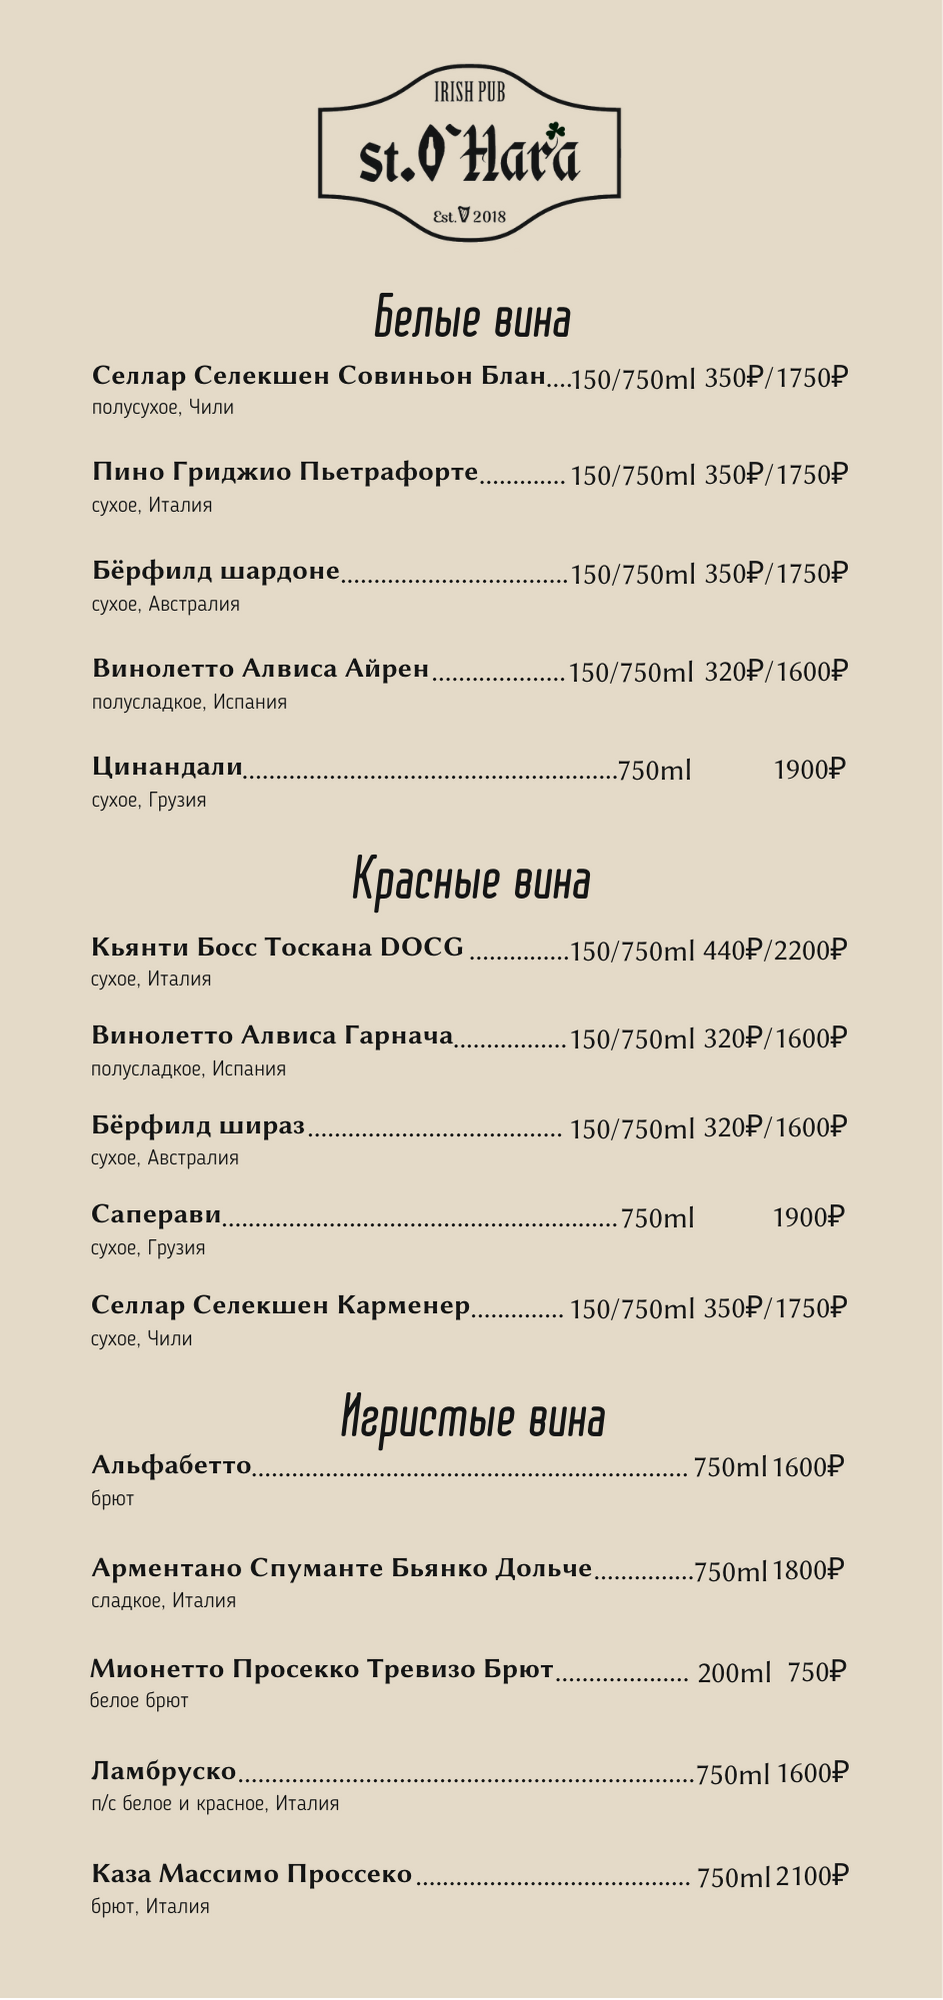 IRISH PUB
st.O`Hara
Est. 2018
Белые вина
Селлар Селекшен Совиньон Блан....150/750ml 350₽/1750₽
полусухое, Чили
Пино Гриджио Пьетрафорте............. 150/750ml 350₽/1750₽
сухое, Италия
Бёрфилд шардоне..................................150/750ml 350₽/1750₽
сухое, Австралия
Винолетто Алвиса Айрен.................... 150/750ml 320₽/1600₽
полусладкое, Испания
Цинандали........................................................750ml 1900₽
сухое, Грузия
Красные вина
Кьянти Босс Тоскана DOCG ...............150/750ml 440₽/2200₽
сухое, Италия
Винолетто Алвиса Гарнача................. 150/750ml 320₽/1600₽
полусладкое, Испания
Бёрфилд шираз...................................... 150/750ml 320₽/1600₽
сухое, Австралия
Саперави...........................................................750ml 1900₽
сухое, Грузия
Селлар Селекшен Карменер.............. 150/750ml 350₽/1750₽
сухое, Чили
Игристые вина
Альфабетто................................................................. 750ml 1600₽
брют
Арментано Спуманте Бьянко Дольче...............750ml 1800₽
сладкое, Италия
Мионетто Просекко Тревизо Брют.................... 200ml 750₽
белое брют
Ламбруско....................................................................750ml 1600₽
п/с белое и красное, Италия
Каза Массимо Проссеко ......................................... 750ml 2100₽
брют, Италия